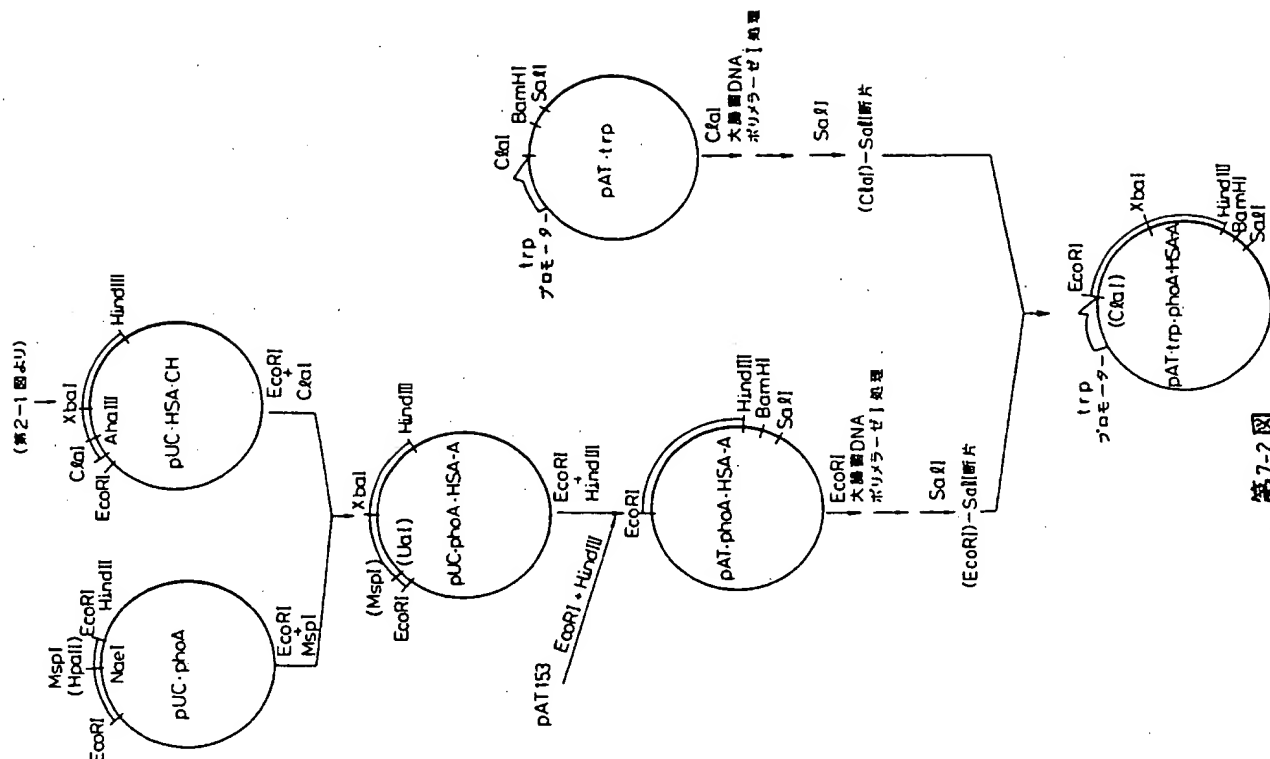 (第2-1図より)
MspI
(HpaII)
EcoRI
NaeI
EcoRI
HindII
pUC·phoA
EcoRI
+
MspI
ClaI
XbaI
EcoRI
AhaIII
HindIII
pUC·HSA·CH
EcoRI
+
ClaI
XbaI
(MspI)
EcoRI
(UaI)
HindIII
pUC·phoA·HSA-A
EcoRI
+
HindIII
pAT153
EcoRI + HindIII
EcoRI
HindIII
BamHI
SalI
pAT·phoA·HSA-A
EcoRI
大腸菌DNA
ポリメラーゼI処理
SalI
(EcoRI)-SalI断片
trp
プロモーター
ClaI
BamHI
SalI
pAT·trp
ClaI
大腸菌DNA
ポリメラーゼI処理
SalI
(ClaI)-SalI断片
trp
プロモーター
EcoRI
(ClaI)
XbaI
HindIII
BamHI
SalI
pAT·trp·phoA·HSA-A
第7-2図